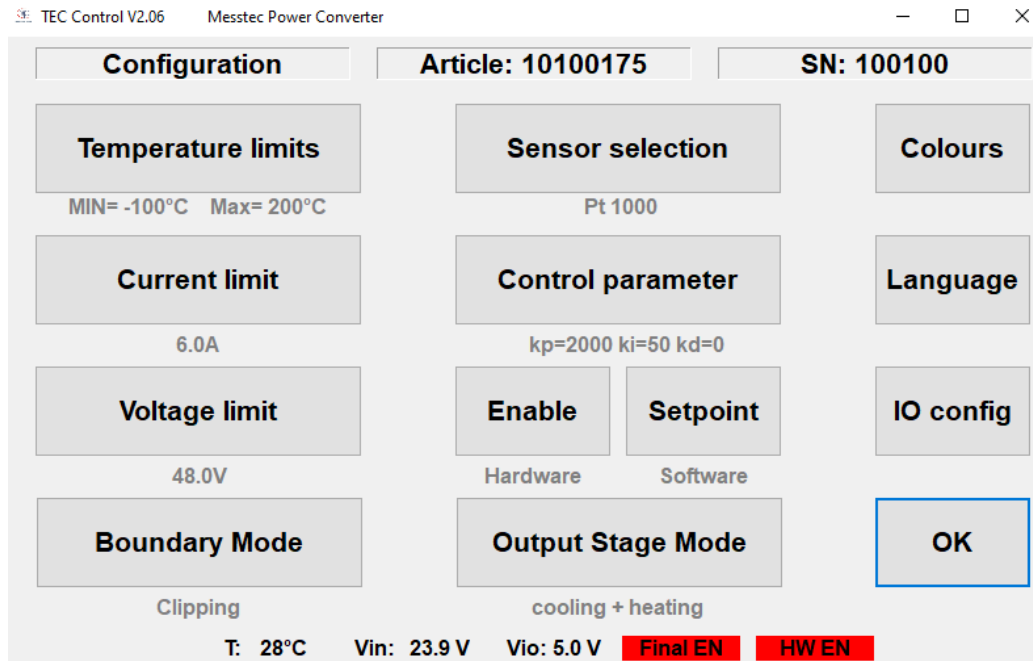 TEC Control V2.06 Messtec Power Converter
Configuration Article: 10100175 SN: 100100
Temperature limits Sensor selection Colours
MIN= -100°C Max= 200°C Pt 1000
Current limit Control parameter Language
6.0A kp=2000 ki=50 kd=0
Voltage limit Enable Setpoint IO config
48.0V Hardware Software
Boundary Mode Output Stage Mode OK
Clipping cooling + heating
T: 28°C Vin: 23.9 V Vio: 5.0 V Final EN HW EN